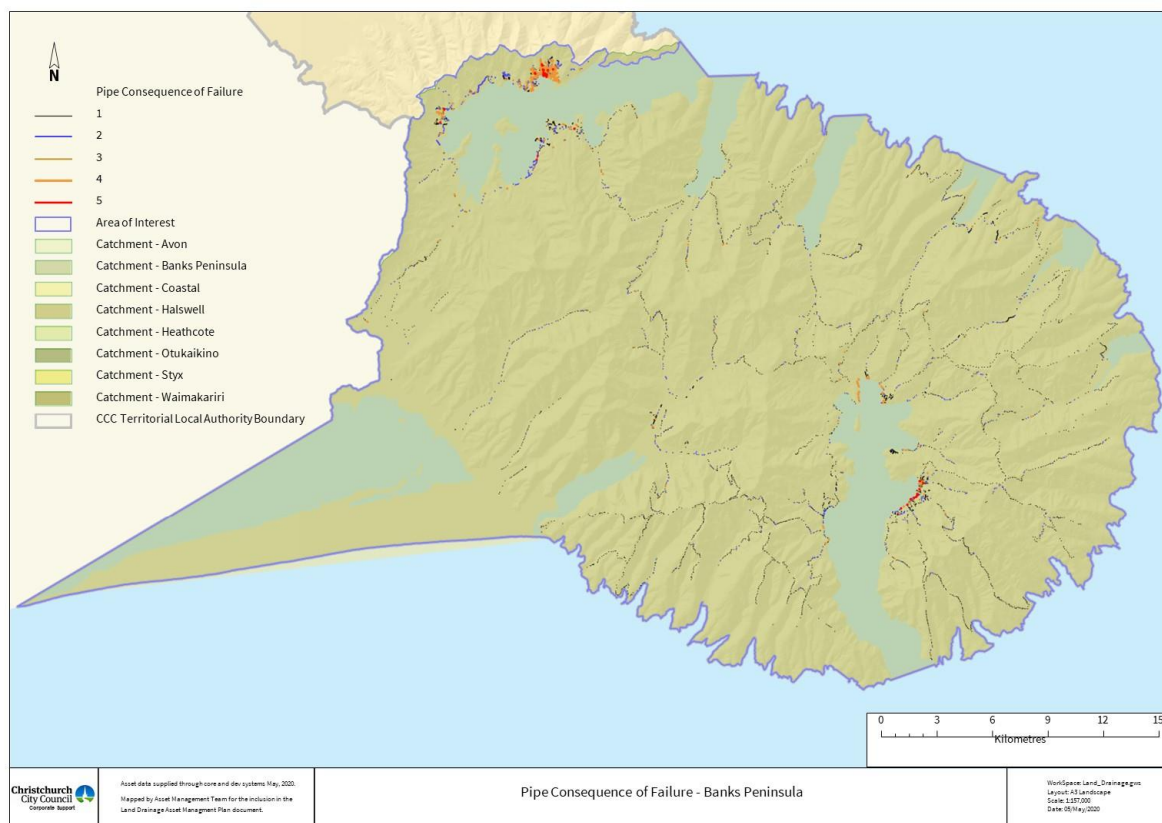 N
Pipe Consequence of Failure
1
2
3
4
5
Area of Interest
Catchment - Avon
Catchment - Banks Peninsula
Catchment - Coastal
Catchment - Halswell
Catchment - Heathcote
Catchment - Otukaikino
Catchment - Styx
Catchment - Waimakariri
CCC Territorial Local Authority Boundary
0 3 6 9 12 15
Kilometres
Christchurch
City Council
Corporate Support
Asset data supplied through core and dev systems May, 2020.
Mapped by Asset Management Team for the inclusion in the
Land Drainage Asset Managment Plan document.
Pipe Consequence of Failure - Banks Peninsula
WorkSpace: Land_Drainage.gws
Layout: A3 Landscape
Scale: 1:157,000
Date: 05/May/2020